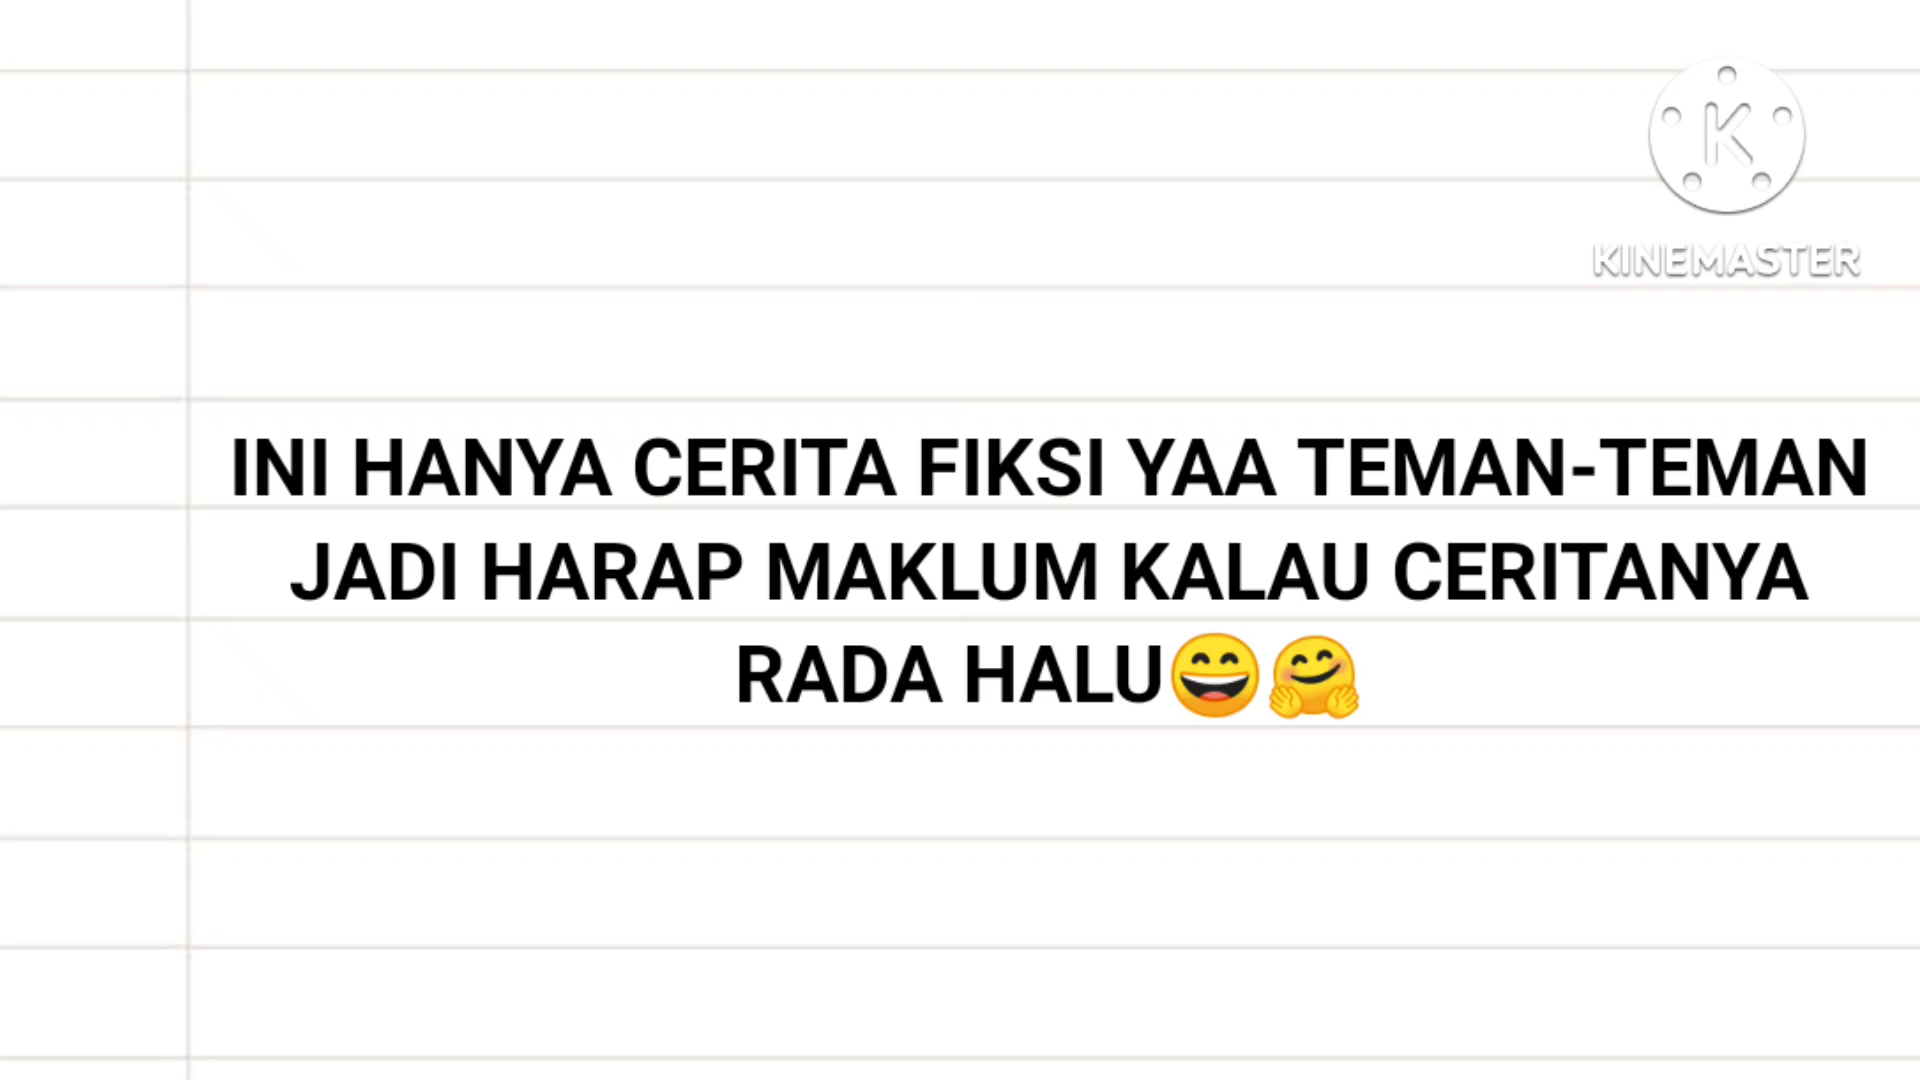 K
KINEMASTER
INI HANYA CERITA FIKSI YAA TEMAN-TEMAN
JADI HARAP MAKLUM KALAU CERITANYA
RADA HALU😄🤗